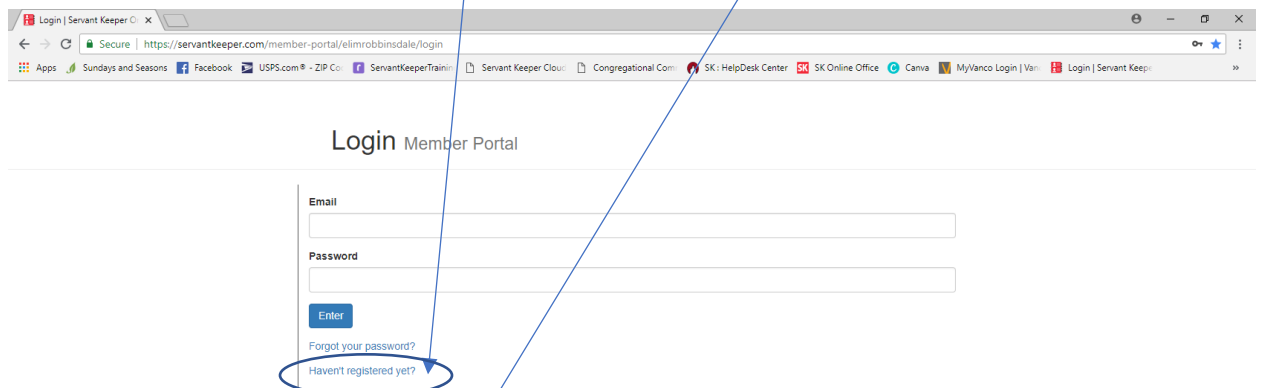 Login | Servant Keeper O
Secure | https://servantkeeper.com/member-portal/elimrobbinsdale/login
Apps Sundays and Seasons Facebook USPS.com® - ZIP Co ServantKeeperTrainin Servant Keeper Cloud Congregational Com SK : HelpDesk Center SK SK Online Office Canva MyVanco Login | Van Login | Servant Keepe »
Login Member Portal
Email
Password
Enter
Forgot your password?
Haven't registered yet?